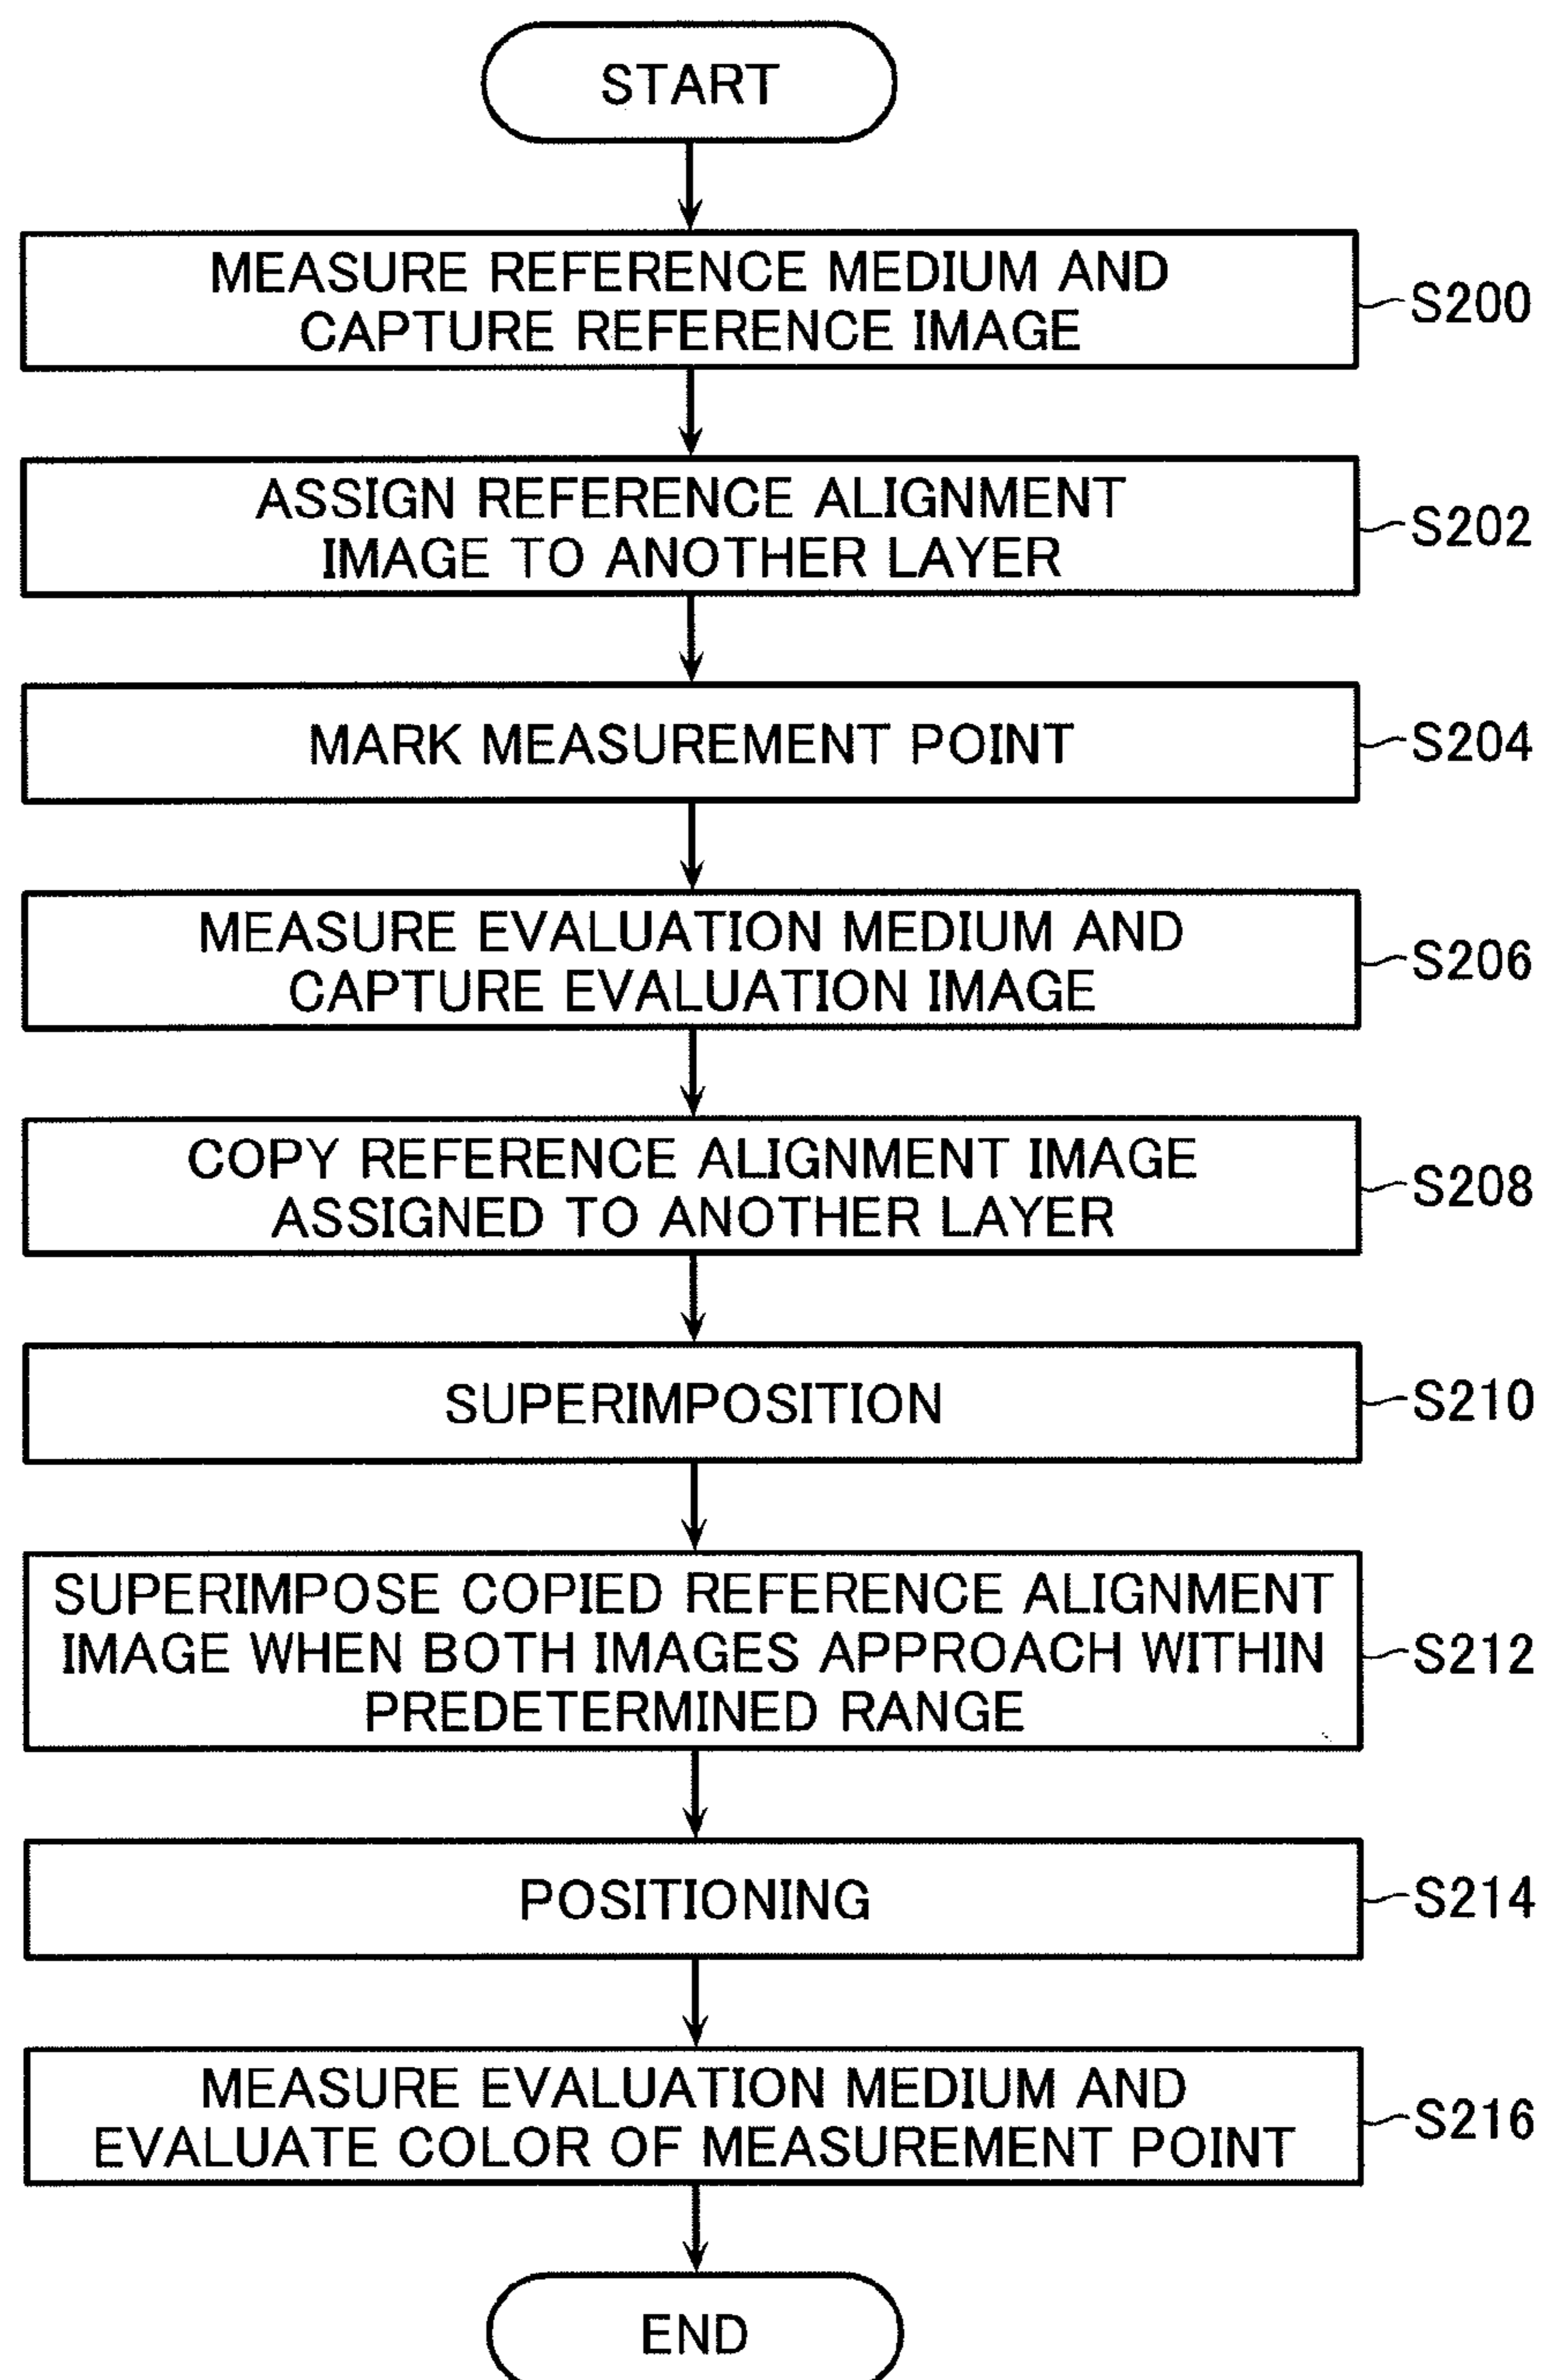 START
MEASURE REFERENCE MEDIUM AND
CAPTURE REFERENCE IMAGE
S200
ASSIGN REFERENCE ALIGNMENT
IMAGE TO ANOTHER LAYER
S202
MARK MEASUREMENT POINT
S204
MEASURE EVALUATION MEDIUM AND
CAPTURE EVALUATION IMAGE
S206
COPY REFERENCE ALIGNMENT IMAGE
ASSIGNED TO ANOTHER LAYER
S208
SUPERIMPOSITION
S210
SUPERIMPOSE COPIED REFERENCE ALIGNMENT
IMAGE WHEN BOTH IMAGES APPROACH WITHIN
PREDETERMINED RANGE
S212
POSITIONING
S214
MEASURE EVALUATION MEDIUM AND
EVALUATE COLOR OF MEASUREMENT POINT
S216
END